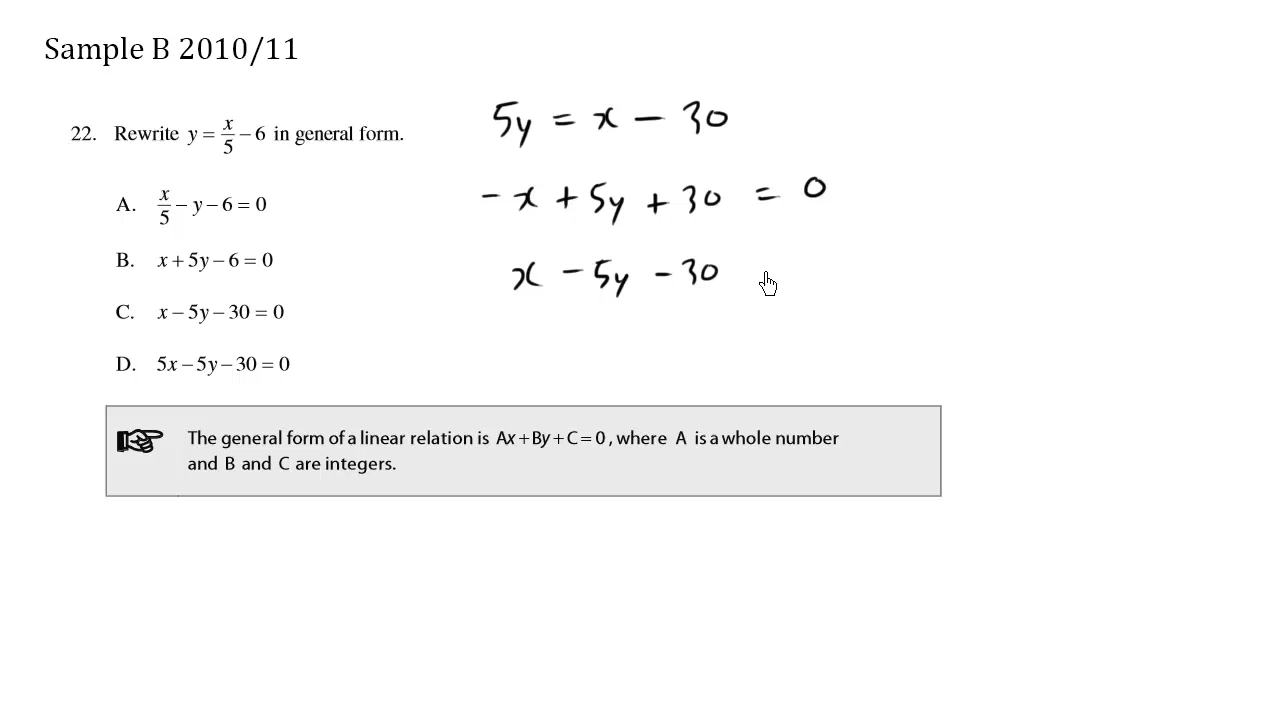 Sample B 2010/11
22. Rewrite y = x/5 − 6 in general form.
A. x/5 − y − 6 = 0
B. x + 5y − 6 = 0
C. x − 5y − 30 = 0
D. 5x − 5y − 30 = 0
5y = x − 30
− x + 5y + 30 = 0
x − 5y − 30
The general form of a linear relation is Ax + By + C = 0, where A is a whole number
and B and C are integers.